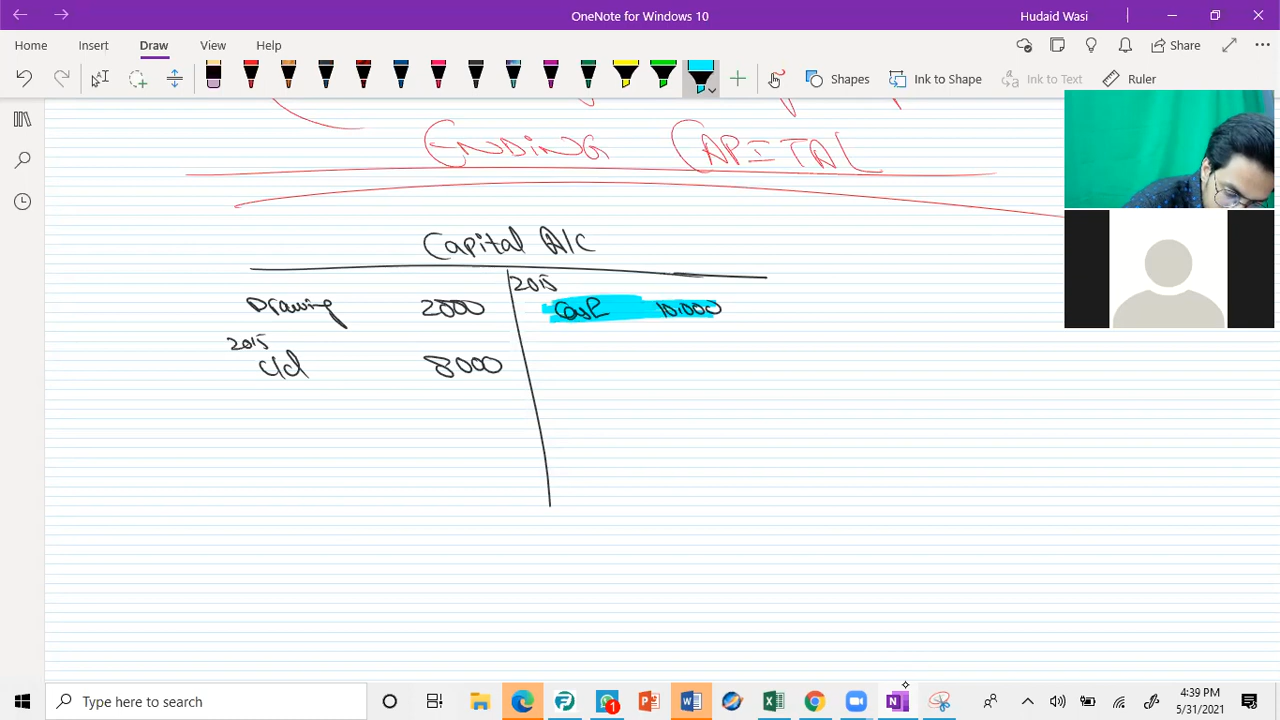 OneNote for Windows 10
Hudaid Wasi
Home Insert Draw View Help
Share
Shapes
Ink to Shape
Ink to Text
Ruler
ENDING CAPITAL
Capital A/C
2015
Drawing 2000
Cash 10,000
2015
c/d 8000
Type here to search
1
4:39 PM
5/31/2021